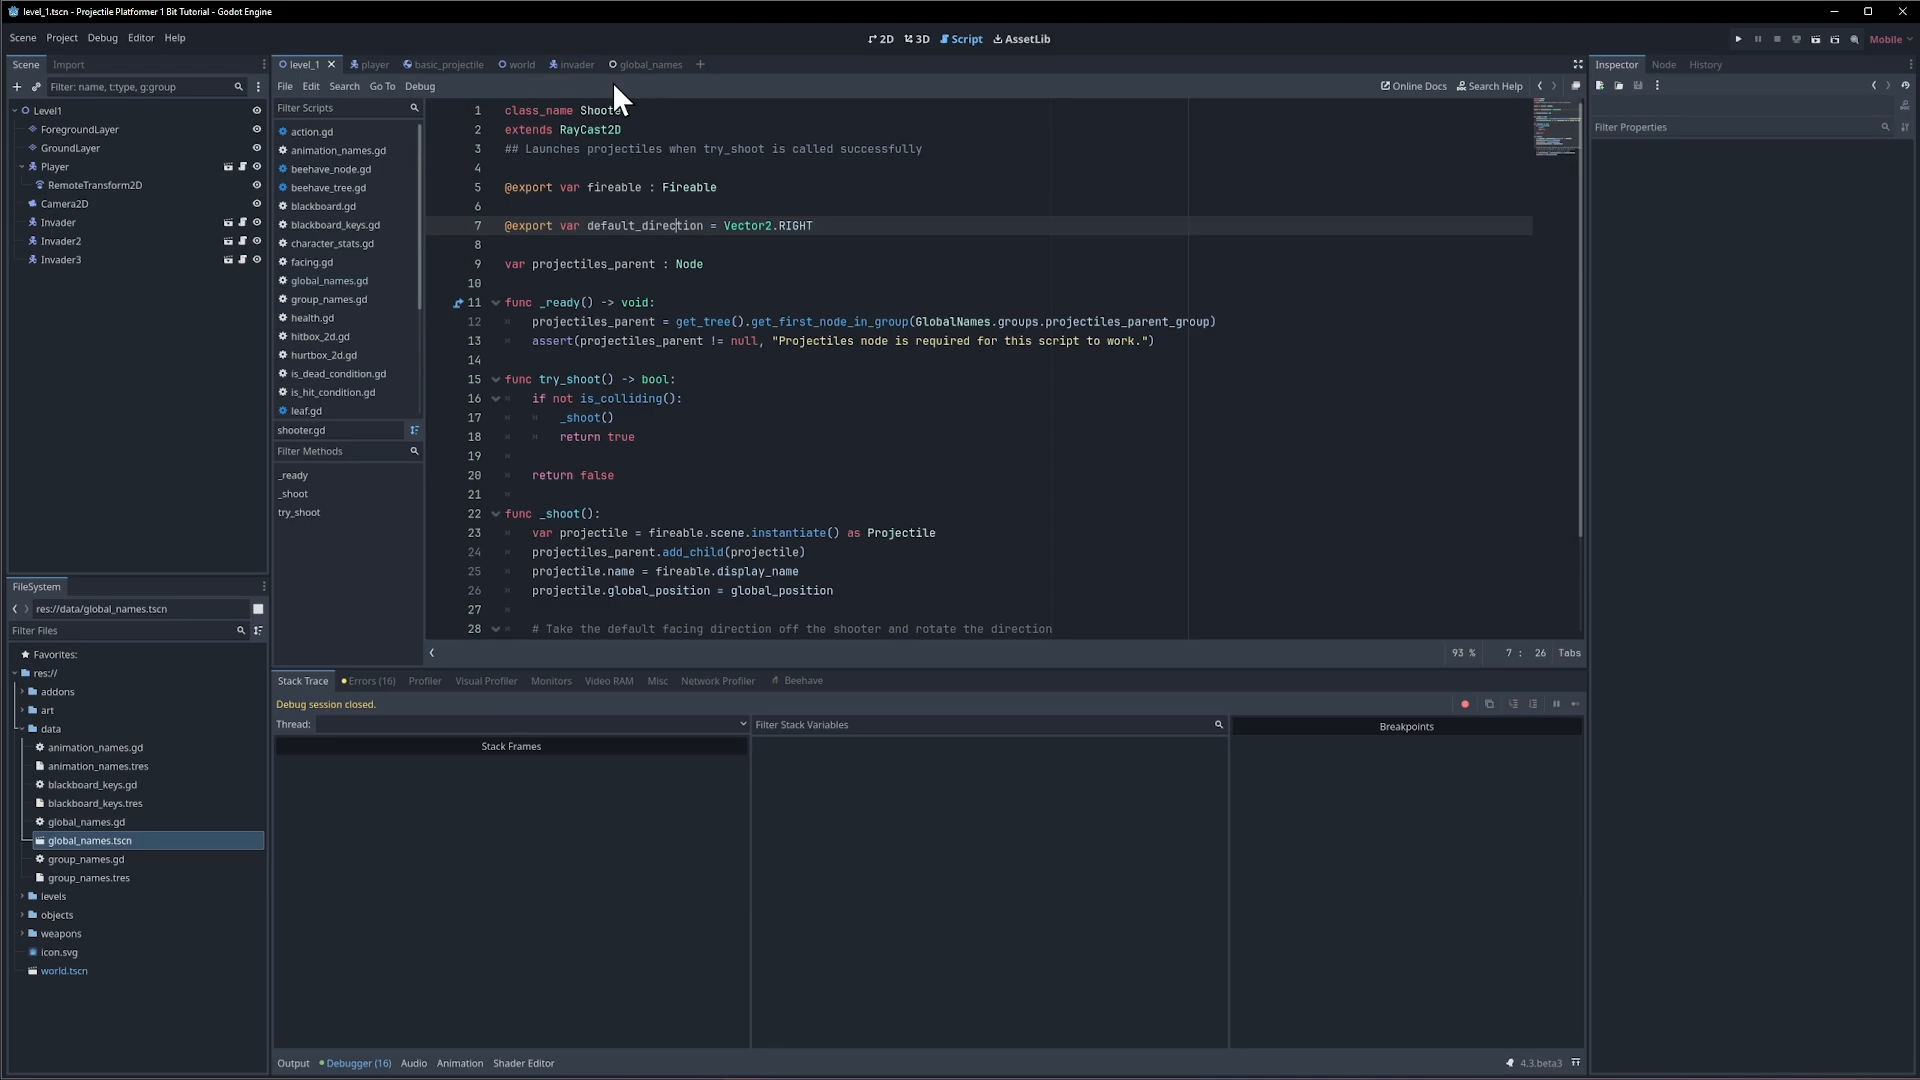 level_1.tscn - Projectile Platformer 1 Bit Tutorial - Godot Engine
Scene Project Debug Editor Help
2D 3D Script AssetLib
Mobile
Scene Import
Filter: name, t:type, g:group
Level1
ForegroundLayer
GroundLayer
Player
RemoteTransform2D
Camera2D
Invader
Invader2
Invader3
FileSystem
res://data/global_names.tscn
Filter Files
Favorites:
res://
addons
art
data
animation_names.gd
animation_names.tres
blackboard_keys.gd
blackboard_keys.tres
global_names.gd
global_names.tscn
group_names.gd
group_names.tres
levels
objects
weapons
icon.svg
world.tscn
level_1 player basic_projectile world invader global_names
File Edit Search Go To Debug
Online Docs Search Help
Filter Scripts
action.gd
animation_names.gd
beehave_node.gd
beehave_tree.gd
blackboard.gd
blackboard_keys.gd
character_stats.gd
facing.gd
global_names.gd
group_names.gd
health.gd
hitbox_2d.gd
hurtbox_2d.gd
is_dead_condition.gd
is_hit_condition.gd
leaf.gd
shooter.gd
Filter Methods
_ready
_shoot
try_shoot
1 class_name Shooter
2 extends RayCast2D
3 ## Launches projectiles when try_shoot is called successfully
4
5 @export var fireable : Fireable
6
7 @export var default_direction = Vector2.RIGHT
8
9 var projectiles_parent : Node
10
11 func _ready() -> void:
12 projectiles_parent = get_tree().get_first_node_in_group(GlobalNames.groups.projectiles_parent_group)
13 assert(projectiles_parent != null, "Projectiles node is required for this script to work.")
14
15 func try_shoot() -> bool:
16 if not is_colliding():
17 _shoot()
18 return true
19
20 return false
21
22 func _shoot():
23 var projectile = fireable.scene.instantiate() as Projectile
24 projectiles_parent.add_child(projectile)
25 projectile.name = fireable.display_name
26 projectile.global_position = global_position
27
28 # Take the default facing direction off the shooter and rotate the direction
93 % 7 : 26 Tabs
Stack Trace Errors (16) Profiler Visual Profiler Monitors Video RAM Misc Network Profiler Beehave
Debug session closed.
Thread: Filter Stack Variables Breakpoints
Stack Frames
Output Debugger (16) Audio Animation Shader Editor
4.3.beta3
Inspector Node History
Filter Properties